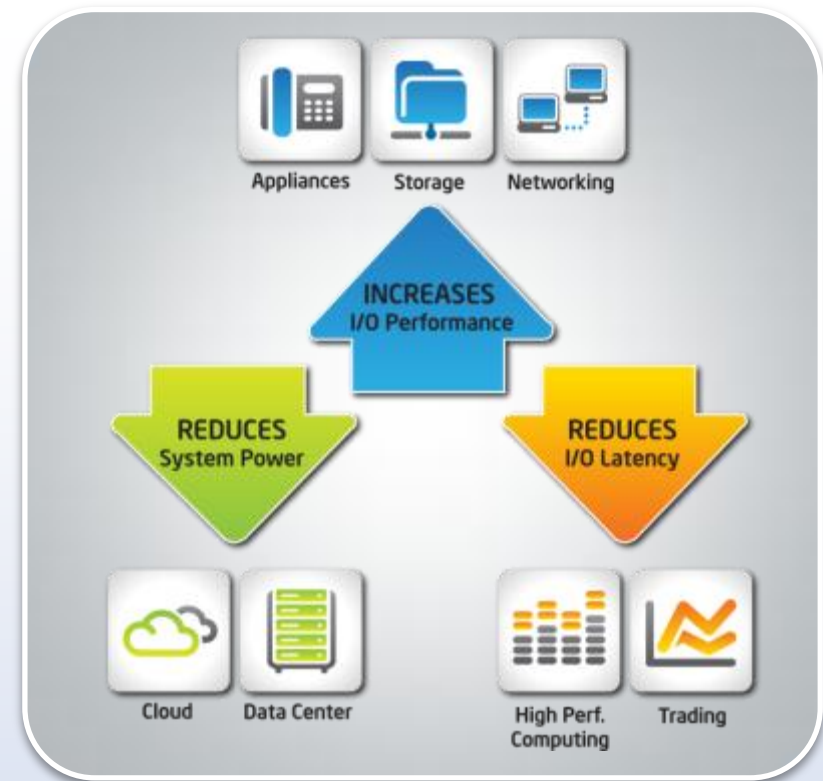 Appliances
Storage
Networking
INCREASES
I/O Performance
REDUCES
System Power
REDUCES
I/O Latency
Cloud
Data Center
High Perf.
Computing
Trading